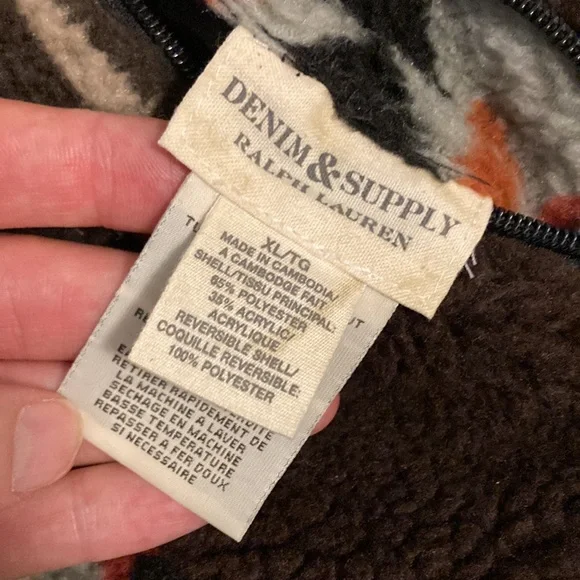 DENIM & SUPPLY
RALPH LAUREN
XL/TG
MADE IN CAMBODIA/
A CAMBODGE FAIT
SHELL/TISSU PRINCIPAL:
65% POLYESTER
35% ACRYLIC/
ACRYLIQUE
REVERSIBLE SHELL/
COQUILLE REVERSIBLE:
100% POLYESTER
RETIRER RAPIDEMENT DE
LA MACHINE A LAVER
SECHAGE EN MACHINE
BASSE TEMPERATURE
REPASSER A FER DOUX
SI NECESSAIRE